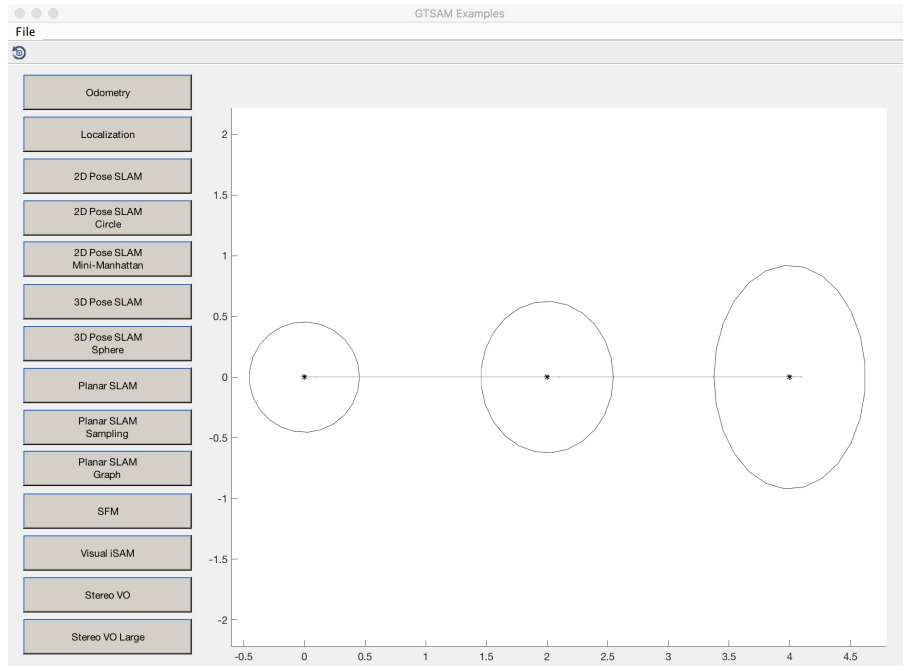 GTSAM Examples
File
Odometry
Localization
2D Pose SLAM
2D Pose SLAM
Circle
2D Pose SLAM
Mini-Manhattan
3D Pose SLAM
3D Pose SLAM
Sphere
Planar SLAM
Planar SLAM
Sampling
Planar SLAM
Graph
SFM
Visual iSAM
Stereo VO
Stereo VO Large
2
1.5
1
0.5
0
-0.5
-1
-1.5
-2
-0.5 0 0.5 1 1.5 2 2.5 3 3.5 4 4.5